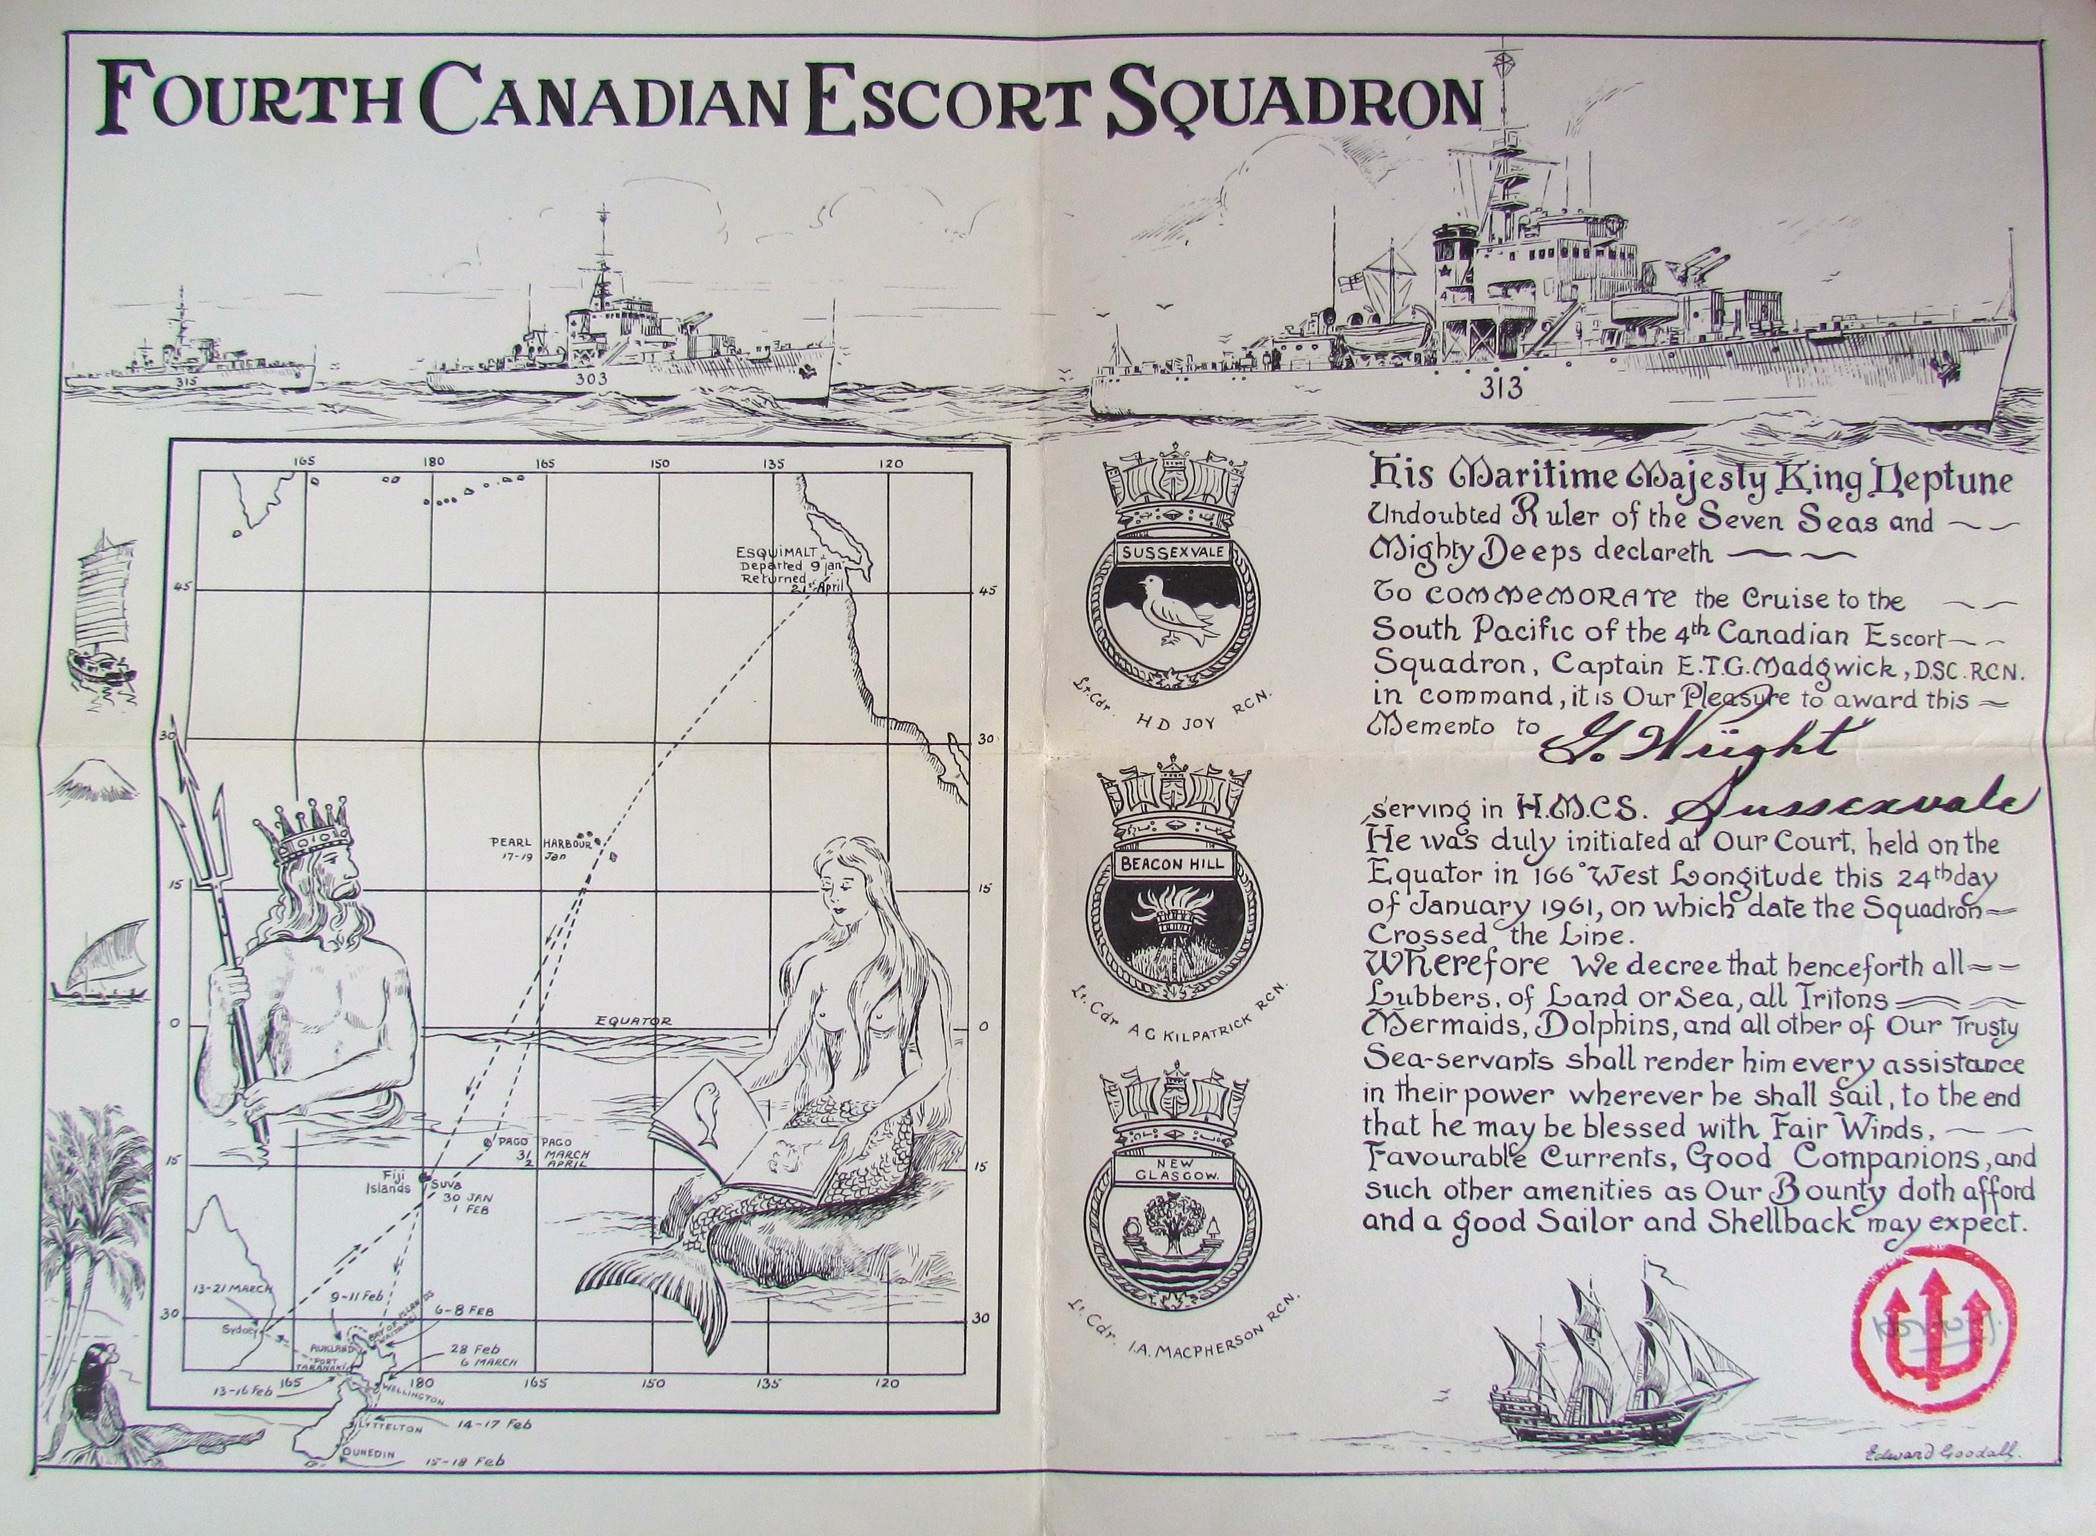 FOURTH CANADIAN ESCORT SQUADRON
315
303
313
4
165 180 165 150 135 120
ESQUIMALT
Departed 9 Jan
Returned
21st April
45 45
30 30
PEARL HARBOUR
17-19 Jan
15 15
EQUATOR
0 0
PAGO PAGO
31 MARCH
2 APRIL
15 15
Fiji
Islands
Suva
30 JAN
1 FEB
13-21 MARCH
9-11 Feb
6-8 FEB
30 30
Sydney
AUKLAND
BAY OF ISLANDS
28 Feb
6 MARCH
PORT
TARANAKI
165 180 165 150 135 120
13-16 Feb
WELLINGTON
LYTTELTON
14-17 Feb
DUNEDIN
15-18 Feb
SUSSEXVALE
Lt. Cdr. H D JOY RCN.
BEACON HILL
Lt. Cdr A G KILPATRICK RCN.
NEW
GLASGOW.
Lt. Cdr. I.A. MACPHERSON RCN.
His Maritime Majesty King Neptune
Undoubted Ruler of the Seven Seas and
Mighty Deeps declareth
To COMMEMORATE the Cruise to the
South Pacific of the 4th Canadian Escort
Squadron, Captain E.T.G. Madgwick, DSC. RCN.
in command, it is Our Pleasure to award this
Memento to G. Wright
serving in H.M.C.S. Sussexvale
He was duly initiated at Our Court, held on the
Equator in 166° West Longitude this 24th day
of January 1961, on which date the Squadron
Crossed the Line.
Wherefore We decree that henceforth all
Lubbers, of Land or Sea, all Tritons
Mermaids, Dolphins, and all other of Our Trusty
Sea-servants shall render him every assistance
in their power wherever he shall sail, to the end
that he may be blessed with Fair Winds,
Favourable Currents, Good Companions, and
such other amenities as Our Bounty doth afford
and a good Sailor and Shellback may expect.
Edward Goodall.